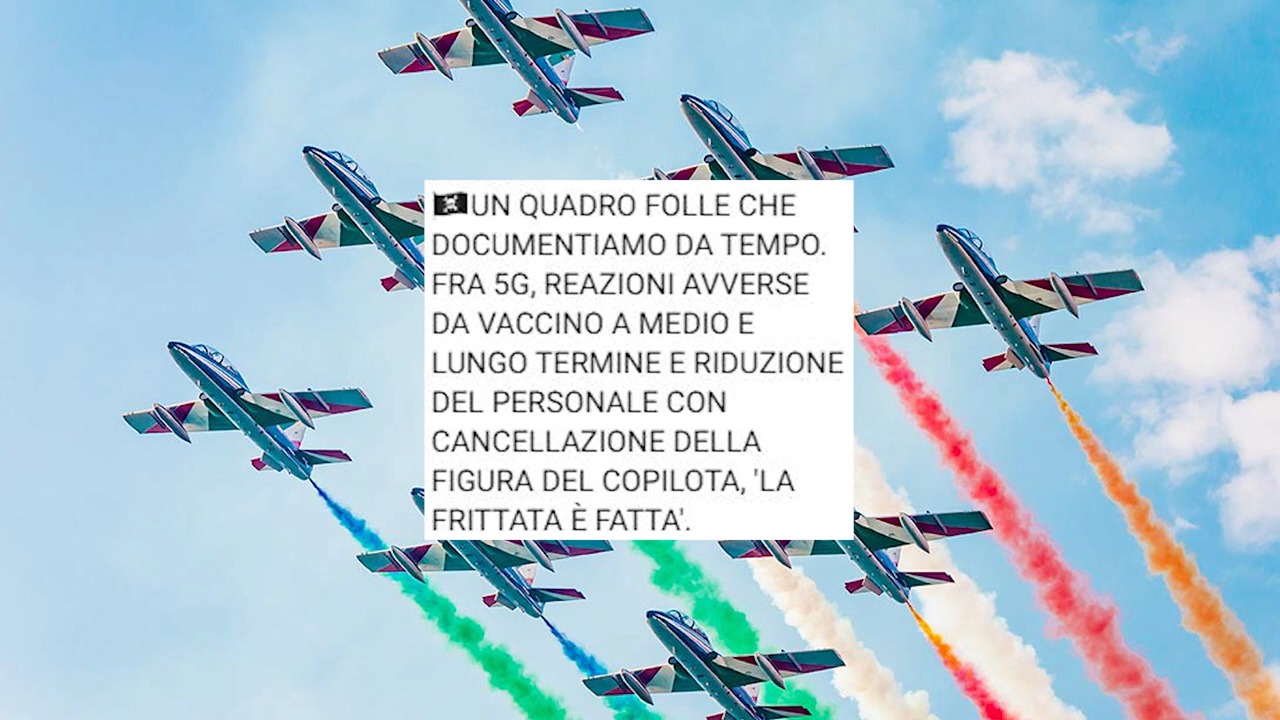 🏴‍☠️UN QUADRO FOLLE CHE
DOCUMENTIAMO DA TEMPO.
FRA 5G, REAZIONI AVVERSE
DA VACCINO A MEDIO E
LUNGO TERMINE E RIDUZIONE
DEL PERSONALE CON
CANCELLAZIONE DELLA
FIGURA DEL COPILOTA, 'LA
FRITTATA È FATTA'.